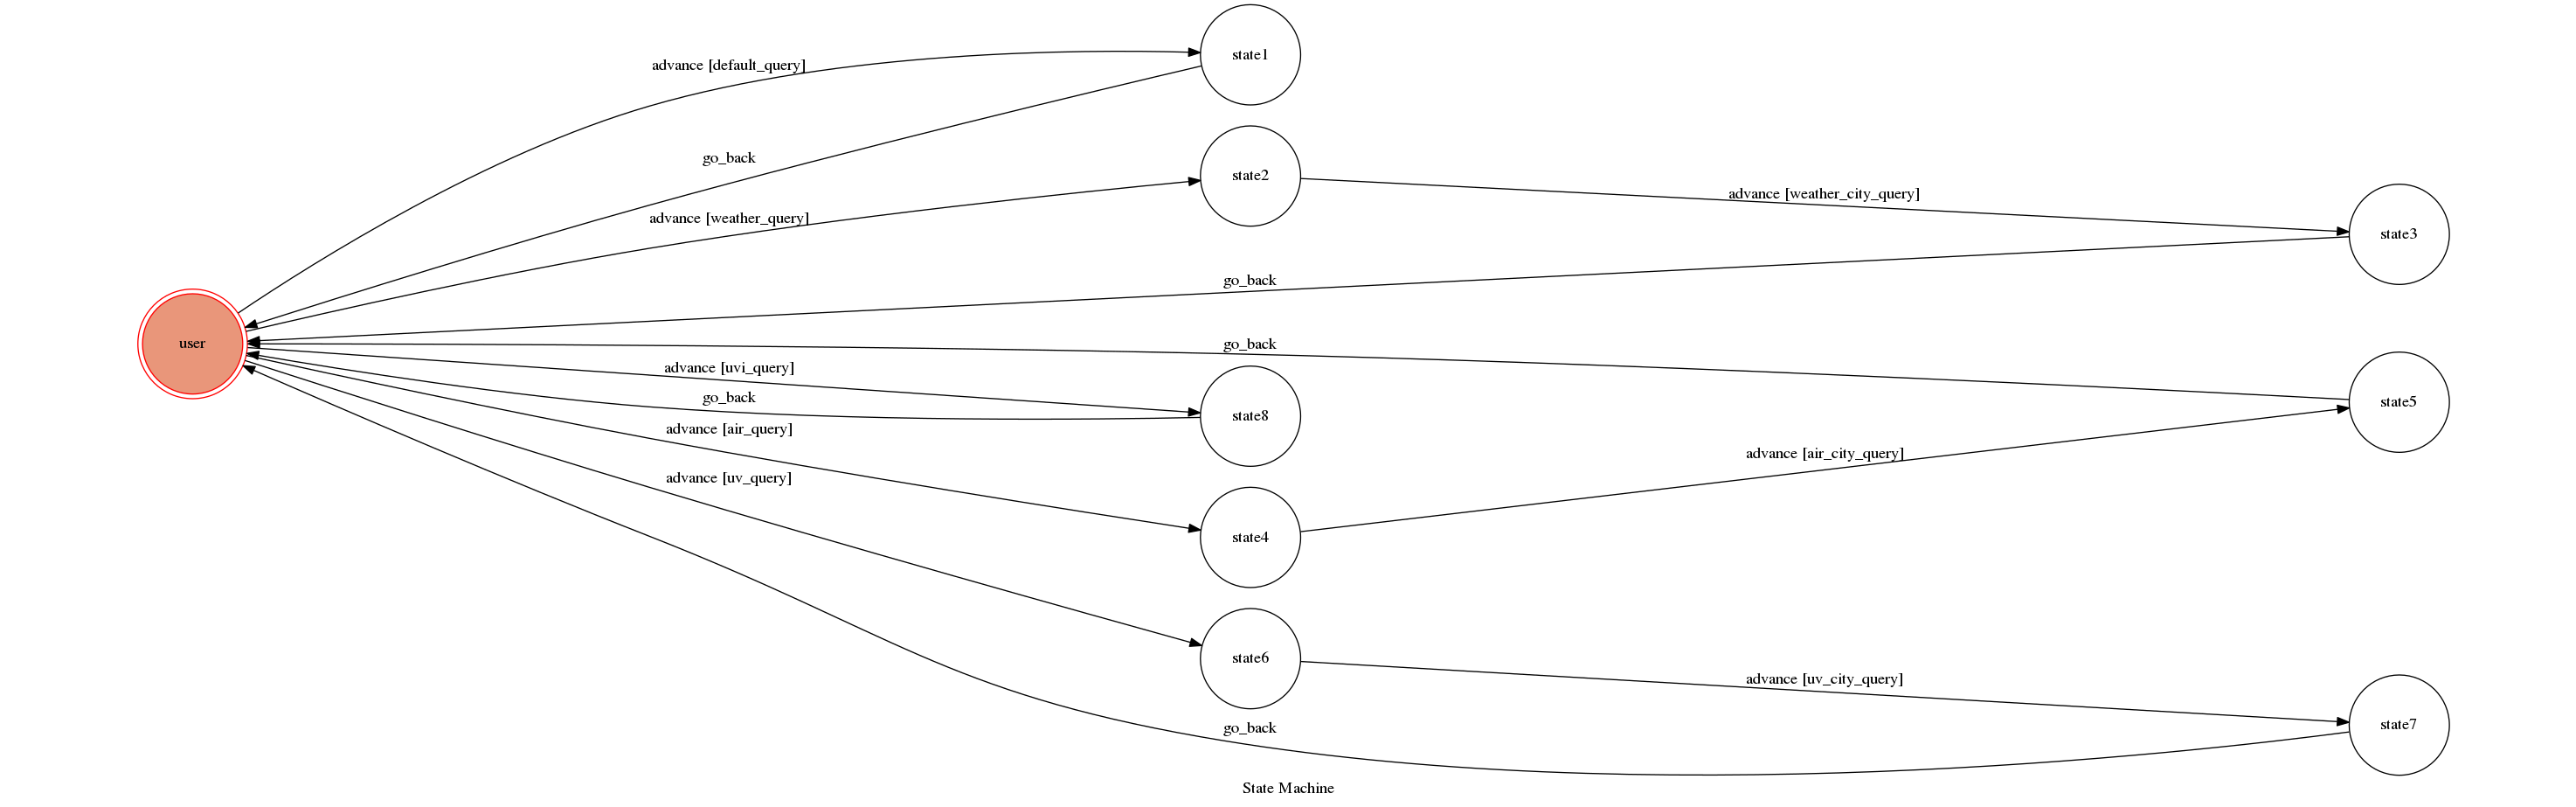 state1
advance [default_query]
go_back
state2
advance [weather_city_query]
advance [weather_query]
state3
go_back
user
go_back
advance [uvi_query]
go_back
state8
state5
advance [air_query]
advance [air_city_query]
advance [uv_query]
state4
state6
advance [uv_city_query]
state7
go_back
State Machine